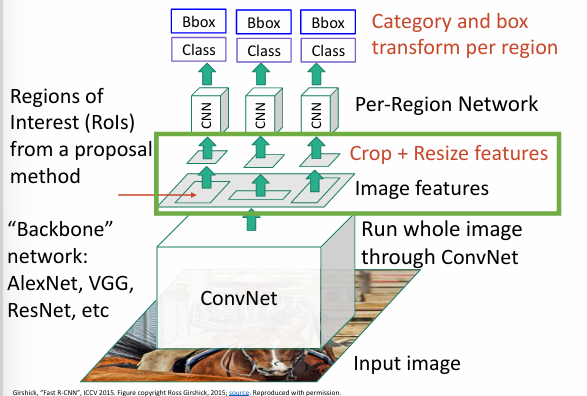 Bbox Bbox Bbox
Class Class Class
Category and box
transform per region
CNN CNN CNN
Per-Region Network
Regions of
Interest (RoIs)
from a proposal
method
Crop + Resize features
Image features
"Backbone"
network:
AlexNet, VGG,
ResNet, etc
Run whole image
through ConvNet
ConvNet
Input image
Girshick, "Fast R-CNN", ICCV 2015. Figure copyright Ross Girshick, 2015; source. Reproduced with permission.